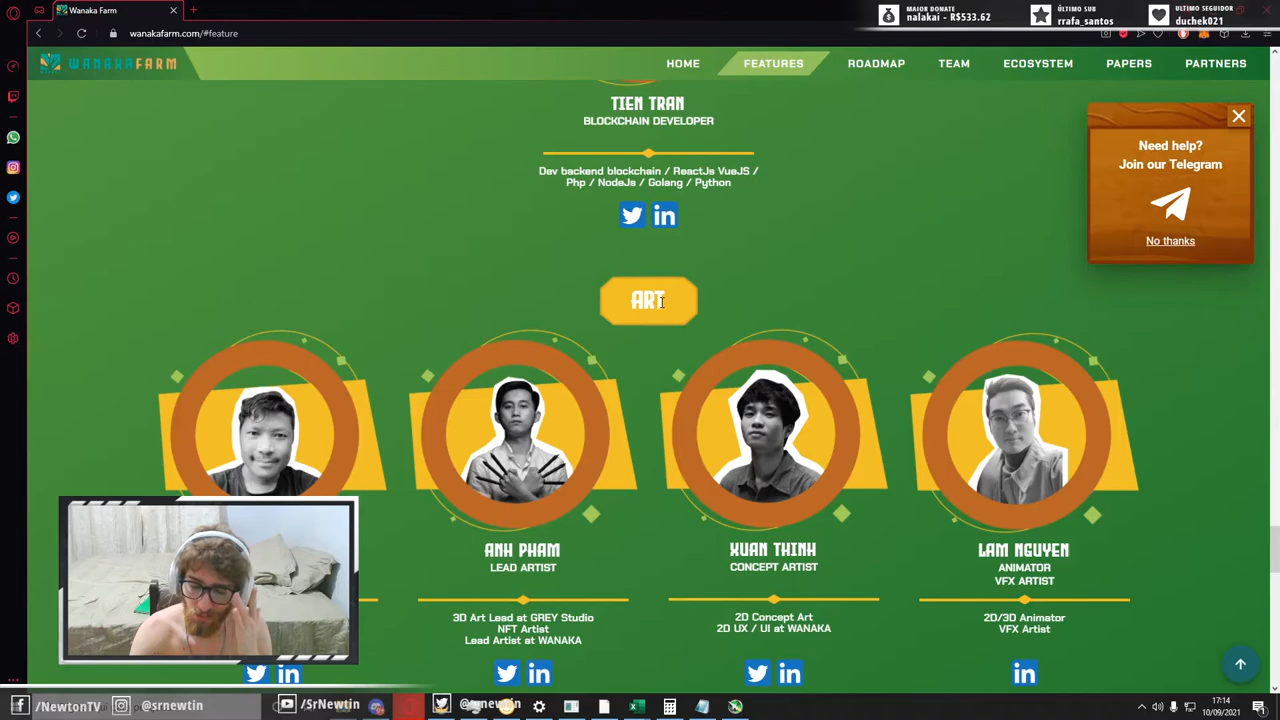 Wanaka Farm
MAIOR DONATE
nalakai - R$533.62
ÚLTIMO SUB
rrafa_santos
ULTIMO SEGUIDOR
duchek021
wanakafarm.com/#feature
WANAKAFARM
HOME
FEATURES
ROADMAP
TEAM
ECOSYSTEM
PAPERS
PARTNERS
TIEN TRAN
BLOCKCHAIN DEVELOPER
Dev backend blockchain / ReactJs VueJS /
Php / NodeJs / Golang / Python
Need help?
Join our Telegram
No thanks
ART
ANH PHAM
LEAD ARTIST
3D Art Lead at GREY Studio
NFT Artist
Lead Artist at WANAKA
XUAN THINH
CONCEPT ARTIST
2D Concept Art
2D UX / UI at WANAKA
LAM NGUYEN
ANIMATOR
VFX ARTIST
2D/3D Animator
VFX Artist
/NewtonTV
@srnewtin
/SrNewtin
@srnewtin
17:14
10/09/2021